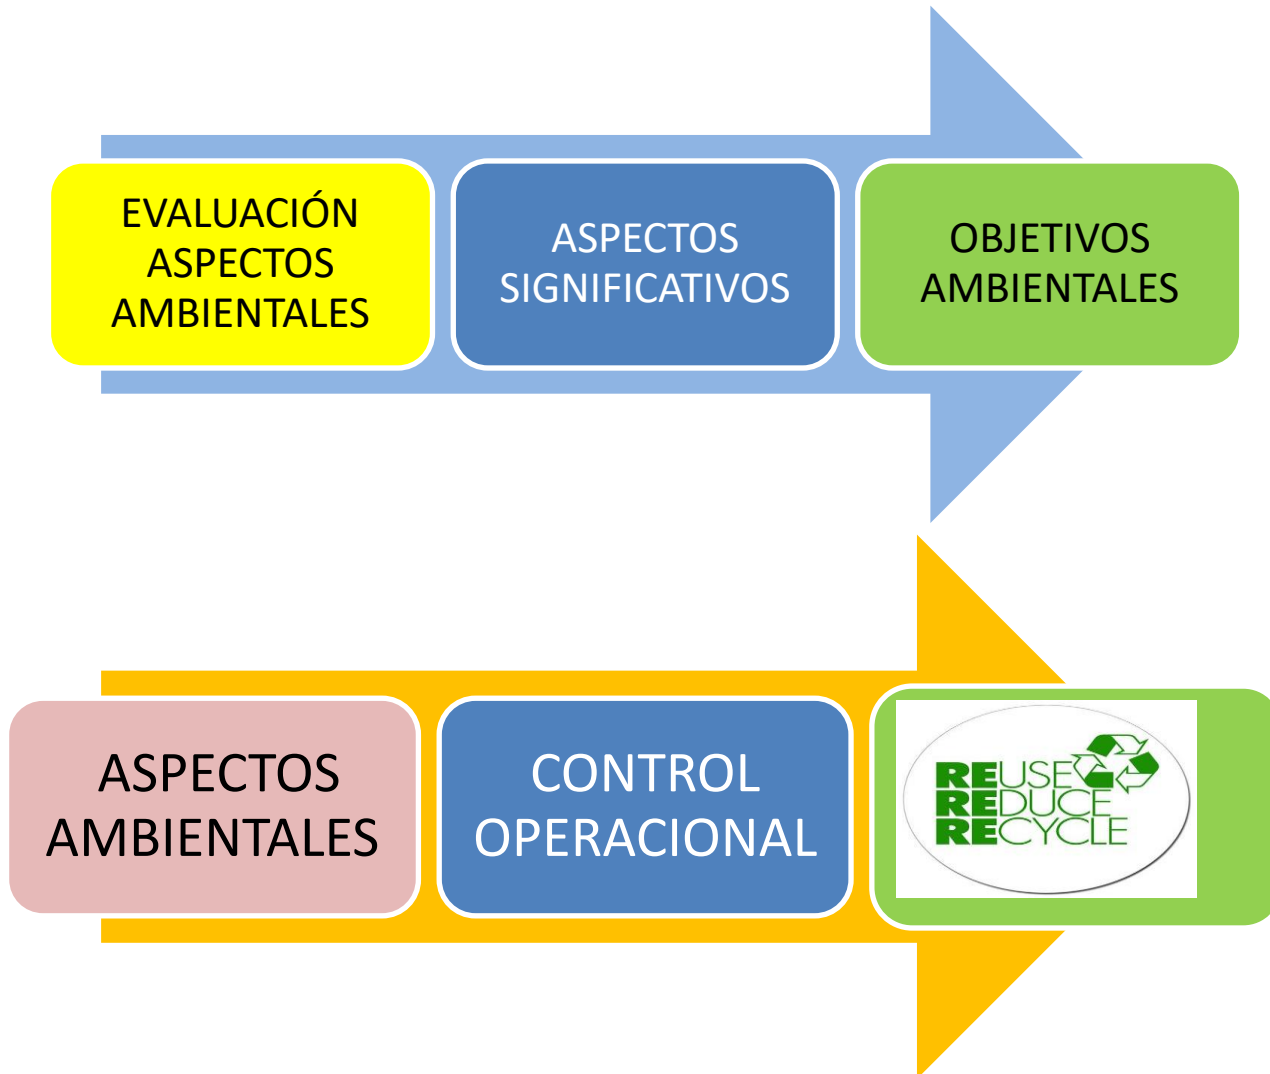 EVALUACIÓN
ASPECTOS
AMBIENTALES
ASPECTOS
SIGNIFICATIVOS
OBJETIVOS
AMBIENTALES
ASPECTOS
AMBIENTALES
CONTROL
OPERACIONAL
REUSE
REDUCE
RECYCLE